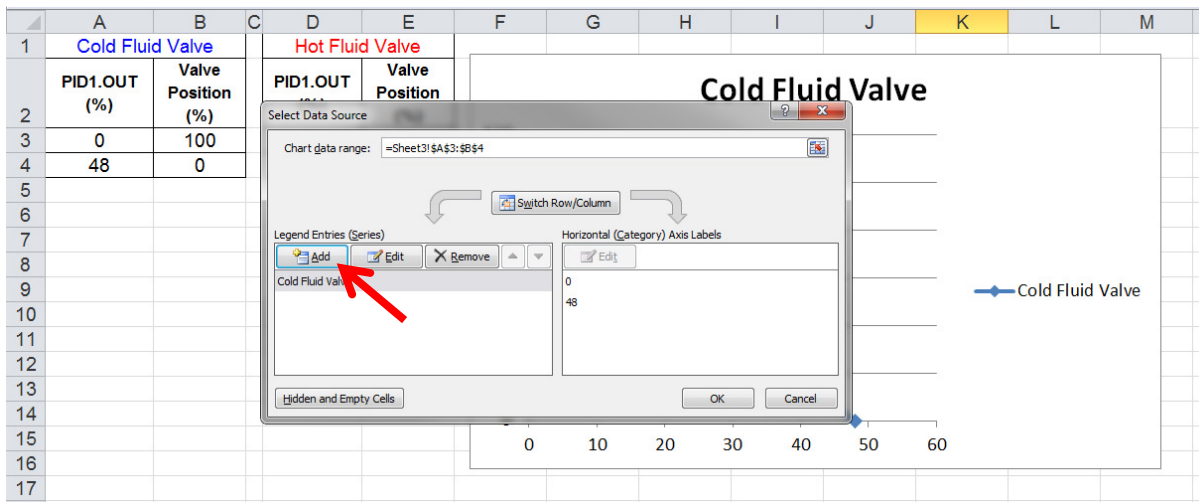 A B C D E F G H I J K L M
1 Cold Fluid Valve Hot Fluid Valve
2 PID1.OUT (%) Valve Position (%) PID1.OUT Valve Position
3 0 100
4 48 0
5
6
7
8
9
10
11
12
13
14
15
16
17
Cold Fluid Valve
Select Data Source
Chart data range: =Sheet3!$A$3:$B$4
Switch Row/Column
Legend Entries (Series) Horizontal (Category) Axis Labels
Add Edit Remove Edit
Cold Fluid Valv 0
48
Hidden and Empty Cells OK Cancel
Cold Fluid Valve
0 10 20 30 40 50 60